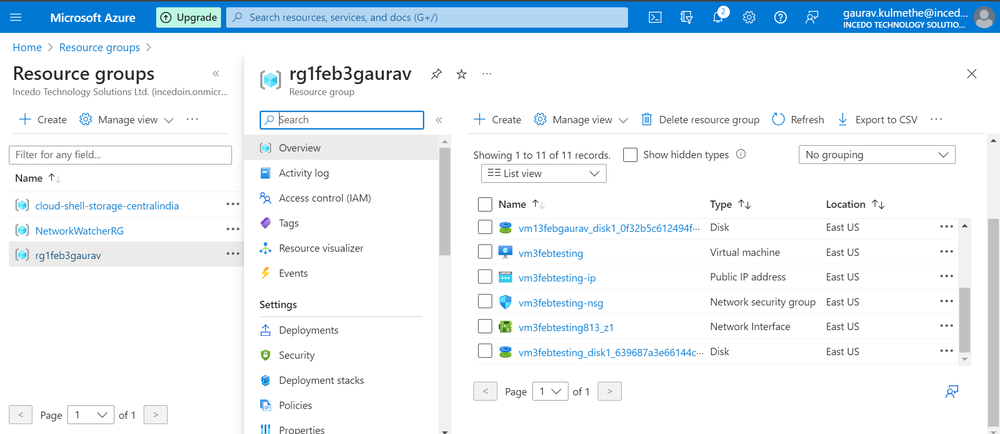 Microsoft Azure
Upgrade
Search resources, services, and docs (G+/)
2
gaurav.kulmethe@inced...
INCEDO TECHNOLOGY SOLUTIO...
Home > Resource groups >
Resource groups
Incedo Technology Solutions Ltd. (incedoin.onmicr...
Create
Manage view
Filter for any field...
Name
cloud-shell-storage-centralindia
NetworkWatcherRG
rg1feb3gaurav
< Page 1 of 1 >
rg1feb3gaurav
Resource group
Search
Overview
Activity log
Access control (IAM)
Tags
Resource visualizer
Events
Settings
Deployments
Security
Deployment stacks
Policies
Properties
Create
Manage view
Delete resource group
Refresh
Export to CSV
Showing 1 to 11 of 11 records.
Show hidden types
No grouping
List view
Name Type Location
vm13febgaurav_disk1_0f32b5c612494f... Disk East US
vm3febtesting Virtual machine East US
vm3febtesting-ip Public IP address East US
vm3febtesting-nsg Network security group East US
vm3febtesting813_z1 Network Interface East US
vm3febtesting_disk1_639687a3e66144c... Disk East US
< Page 1 of 1 >